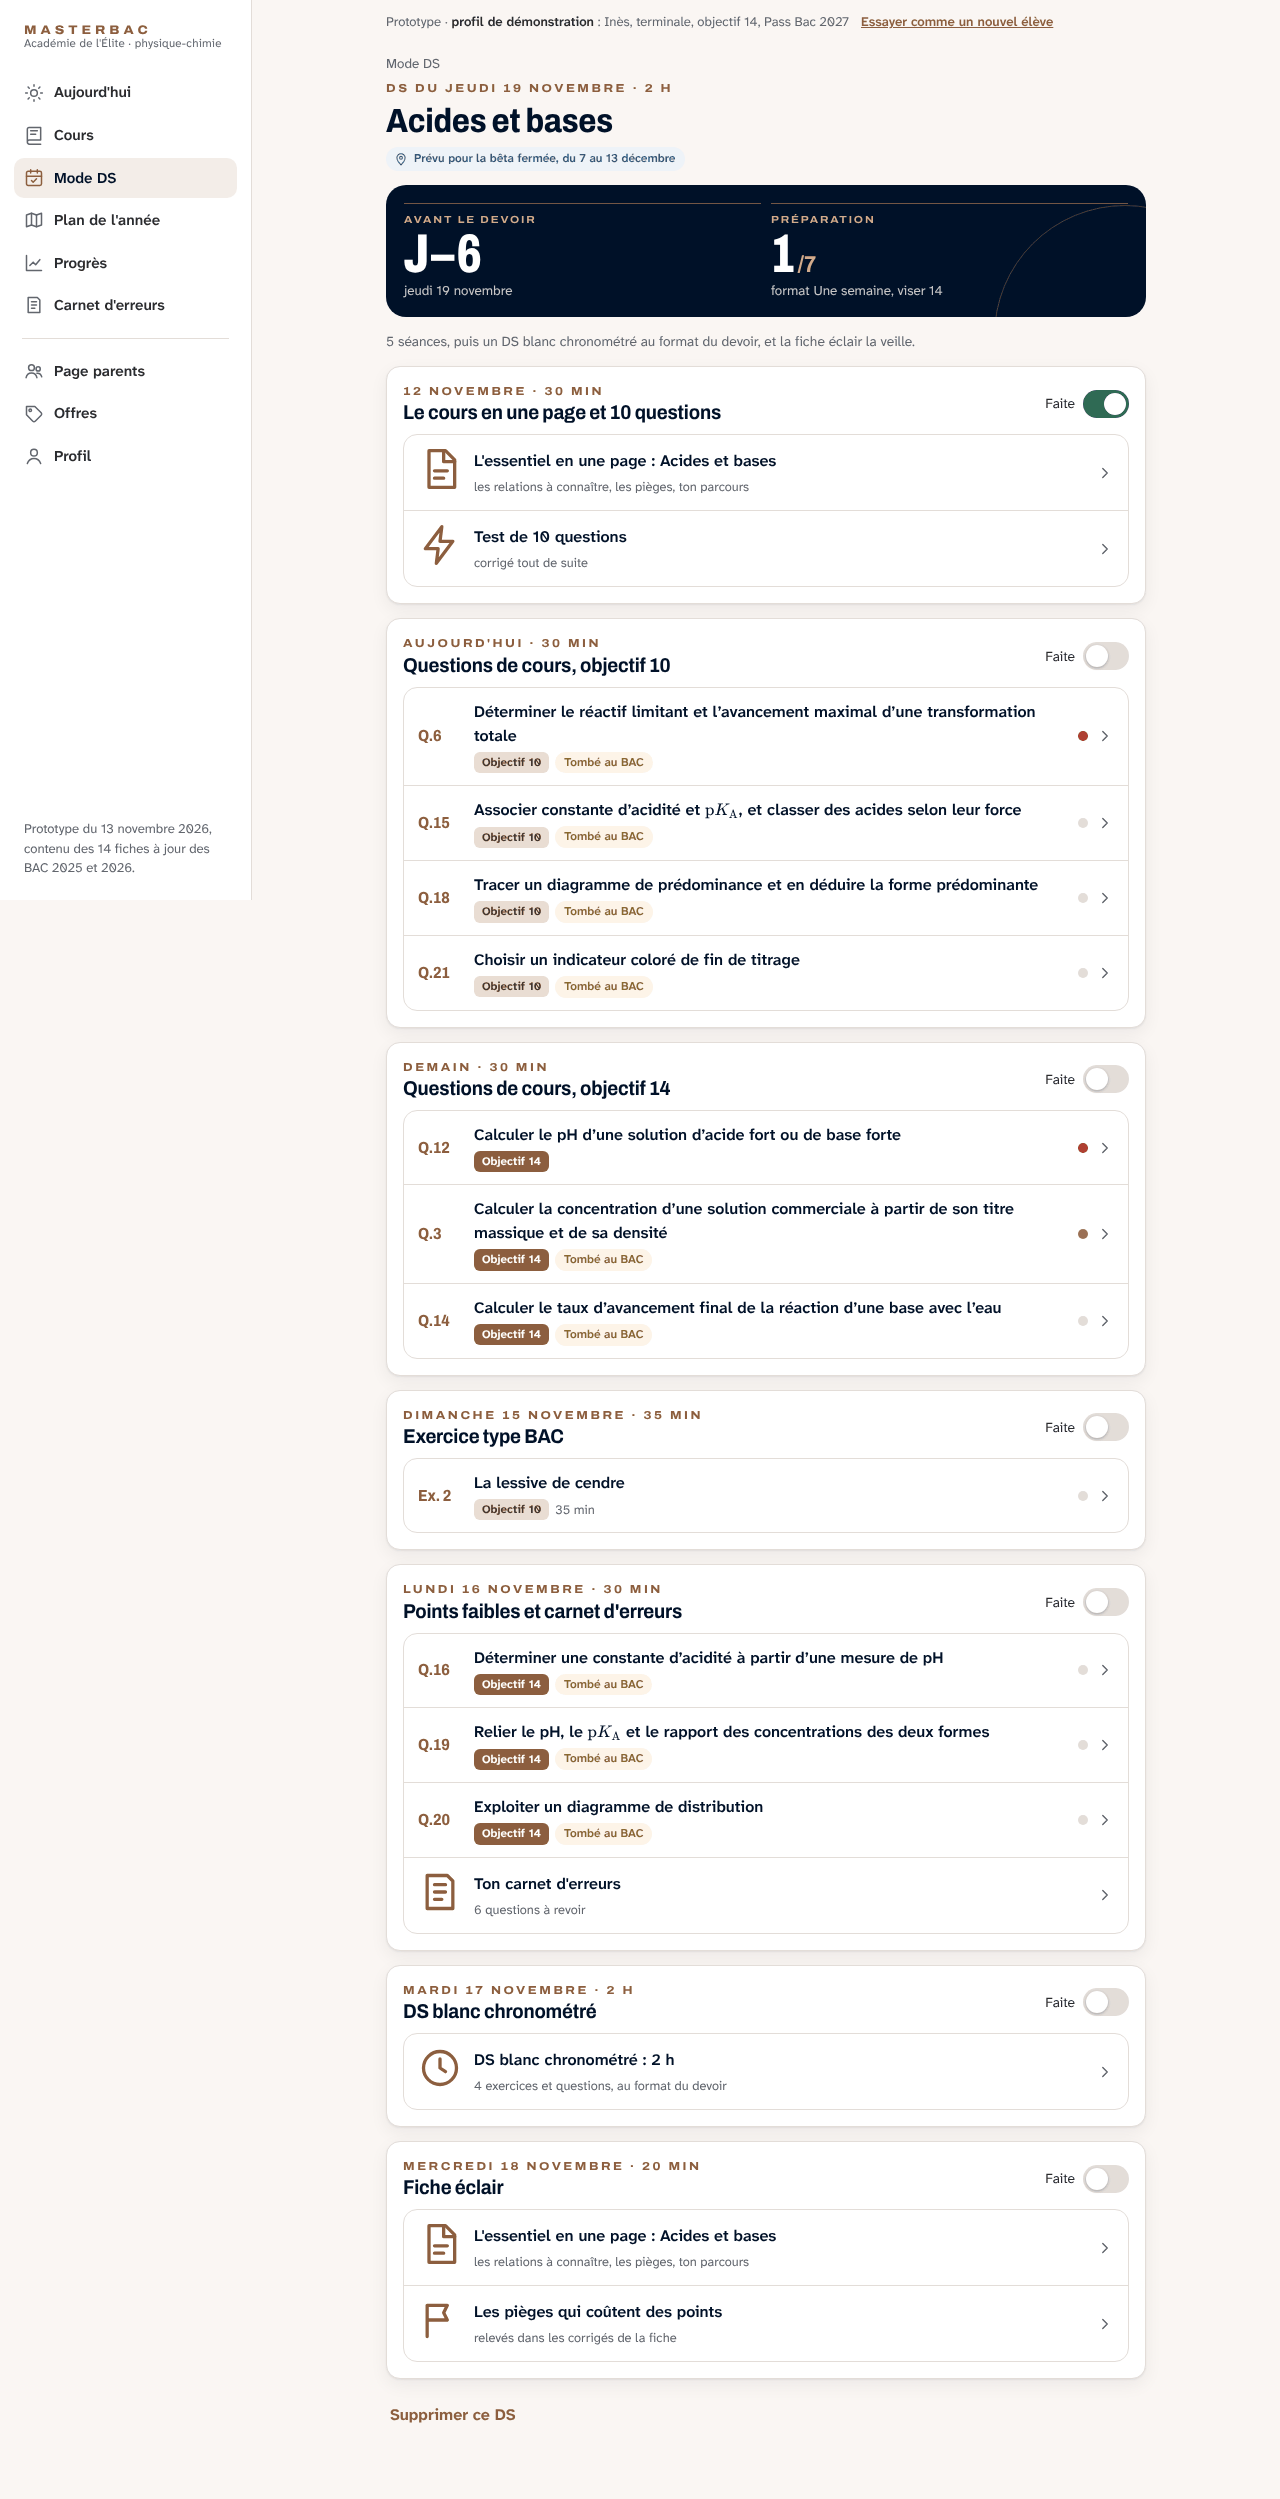 MASTERBAC
Académie de l'Élite · physique-chimie
Aujourd'hui
Cours
Mode DS
Plan de l'année
Progrès
Carnet d'erreurs
Page parents
Offres
Profil
Prototype du 13 novembre 2026,
contenu des 14 fiches à jour des
BAC 2025 et 2026.
Prototype · profil de démonstration : Inès, terminale, objectif 14, Pass Bac 2027 Essayer comme un nouvel élève
Mode DS
DS DU JEUDI 19 NOVEMBRE · 2 H
Acides et bases
Prévu pour la bêta fermée, du 7 au 13 décembre
AVANT LE DEVOIR
J–6
jeudi 19 novembre
PRÉPARATION
1/7
format Une semaine, viser 14
5 séances, puis un DS blanc chronométré au format du devoir, et la fiche éclair la veille.
12 NOVEMBRE · 30 MIN
Le cours en une page et 10 questions
Faite
L'essentiel en une page : Acides et bases
les relations à connaître, les pièges, ton parcours
Test de 10 questions
corrigé tout de suite
AUJOURD'HUI · 30 MIN
Questions de cours, objectif 10
Faite
Q.6
Déterminer le réactif limitant et l’avancement maximal d’une transformation
totale
Objectif 10 Tombé au BAC
Q.15
Associer constante d’acidité et pKA, et classer des acides selon leur force
Objectif 10 Tombé au BAC
Q.18
Tracer un diagramme de prédominance et en déduire la forme prédominante
Objectif 10 Tombé au BAC
Q.21
Choisir un indicateur coloré de fin de titrage
Objectif 10 Tombé au BAC
DEMAIN · 30 MIN
Questions de cours, objectif 14
Faite
Q.12
Calculer le pH d’une solution d’acide fort ou de base forte
Objectif 14
Q.3
Calculer la concentration d’une solution commerciale à partir de son titre
massique et de sa densité
Objectif 14 Tombé au BAC
Q.14
Calculer le taux d’avancement final de la réaction d’une base avec l’eau
Objectif 14 Tombé au BAC
DIMANCHE 15 NOVEMBRE · 35 MIN
Exercice type BAC
Faite
Ex. 2
La lessive de cendre
Objectif 10 35 min
LUNDI 16 NOVEMBRE · 30 MIN
Points faibles et carnet d'erreurs
Faite
Q.16
Déterminer une constante d’acidité à partir d’une mesure de pH
Objectif 14 Tombé au BAC
Q.19
Relier le pH, le pKA et le rapport des concentrations des deux formes
Objectif 14 Tombé au BAC
Q.20
Exploiter un diagramme de distribution
Objectif 14 Tombé au BAC
Ton carnet d'erreurs
6 questions à revoir
MARDI 17 NOVEMBRE · 2 H
DS blanc chronométré
Faite
DS blanc chronométré : 2 h
4 exercices et questions, au format du devoir
MERCREDI 18 NOVEMBRE · 20 MIN
Fiche éclair
Faite
L'essentiel en une page : Acides et bases
les relations à connaître, les pièges, ton parcours
Les pièges qui coûtent des points
relevés dans les corrigés de la fiche
Supprimer ce DS